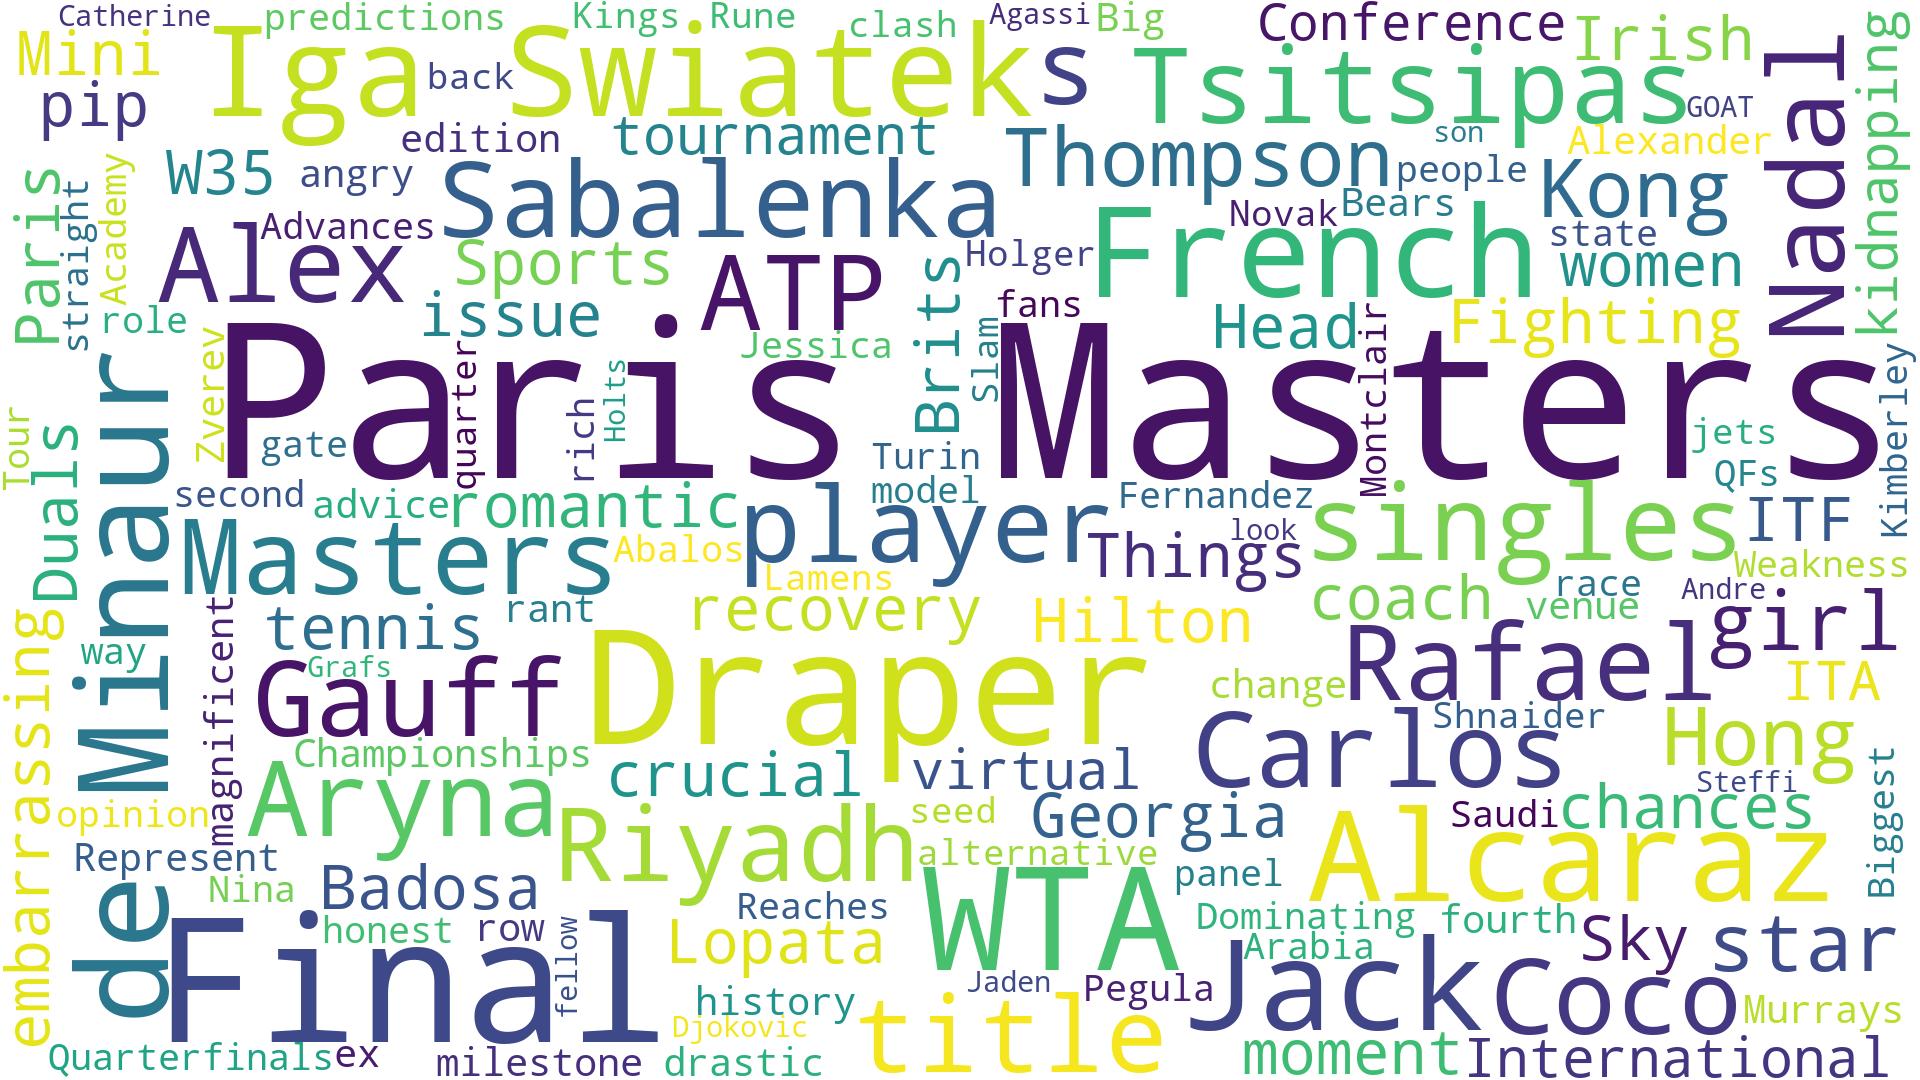 Catherine
predictions
Kings
Rune
clash
Agassi
Big
Conference
Irish
Mini
Iga
Swiatek
s
back
Tsitsipas
GOAT
Nadal
kidnapping
pip
edition
tournament
son
Alexander
Thompson
people
W35
angry
Sabalenka
Kong
Paris
straight
Academy
Advances
Novak
Bears
French
state
women
Alex
Sports
ATP
Holger
Brits
issue
fans
Head
Fighting
role
Zverev
Jessica
Slam
Montclair
Paris Masters
quarter
Holts
rich
gate
Kimberley
jets
QFs
Tour
Duals
de Minaur
Turin
model
second
advice
romantic
player
Fernandez
singles
ITF
look
Things
Masters
Abalos
Weakness
Lamens
race
Andre
coach
venue
girl
recovery
Hilton
tennis
rant
embarrassing
magnificent
way
Grafs
Gauff
Draper
change
Rafael
ITA
Shnaider
Carlos
Hong
Championships
crucial
virtual
Steffi
Biggest
Aryna
opinion
seed
Georgia
Saudi
chances
Riyadh
Alcaraz
Represent
alternative
Nina
Badosa
WTA
panel
honest
row
fellow
Reaches
Dominating
fourth
Arabia
Sky
star
Final
Lopata
Jack
Coco
Jaden
Pegula
history
Murrays
Djokovic
title
Quarterfinals
ex
milestone
drastic
moment
International